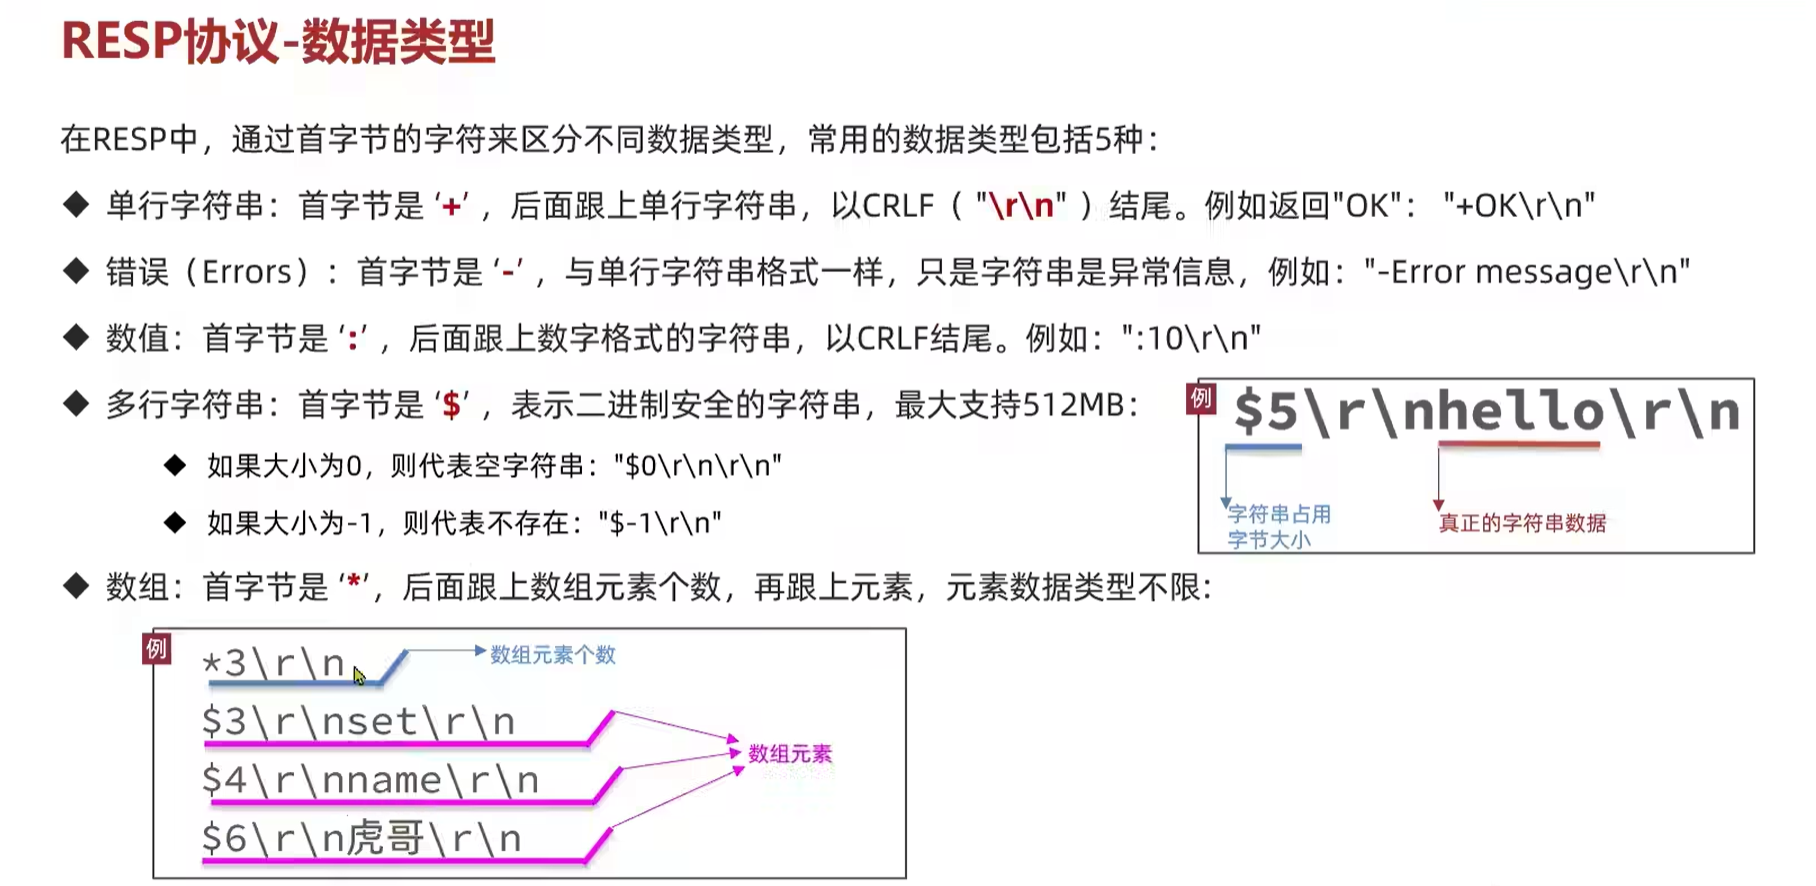 RESP协议-数据类型
在RESP中，通过首字节的字符来区分不同数据类型，常用的数据类型包括5种：
◆ 单行字符串：首字节是 ‘+’ ，后面跟上单行字符串，以CRLF（ "\r\n" ）结尾。例如返回"OK"： "+OK\r\n"
◆ 错误（Errors）：首字节是 ‘-’ ，与单行字符串格式一样，只是字符串是异常信息，例如："-Error message\r\n"
◆ 数值：首字节是 ‘:’ ，后面跟上数字格式的字符串，以CRLF结尾。例如：":10\r\n"
◆ 多行字符串：首字节是 ‘$’ ，表示二进制安全的字符串，最大支持512MB：
◆ 如果大小为0，则代表空字符串："$0\r\n\r\n"
◆ 如果大小为-1，则代表不存在："$-1\r\n"
例
$5\r\nhello\r\n
字符串占用
字节大小
真正的字符串数据
◆ 数组：首字节是 ‘*’，后面跟上数组元素个数，再跟上元素，元素数据类型不限:
例
*3\r\n
数组元素个数
$3\r\nset\r\n
$4\r\nname\r\n
$6\r\n虎哥\r\n
数组元素